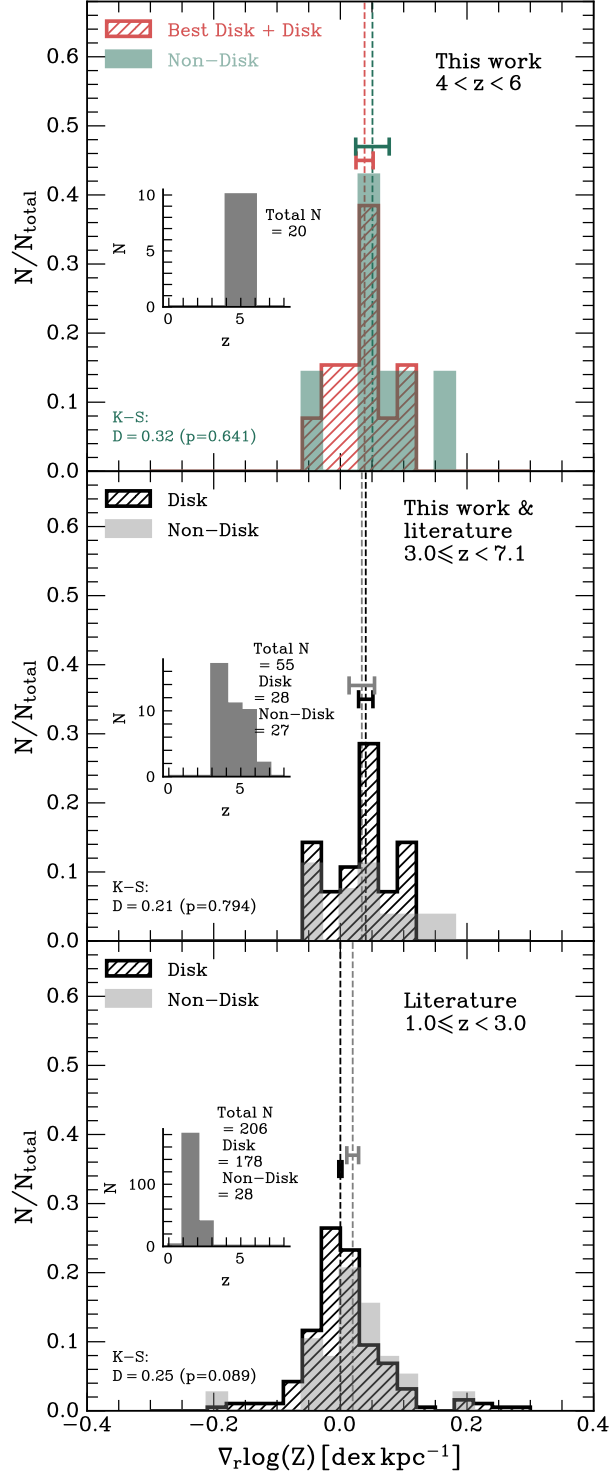 Best Disk + Disk
Non-Disk
This work
4 < z < 6
N/N_total
0.6
0.5
0.4
0.3
0.2
0.1
0.0
N
10
5
0
0
5
z
Total N
= 20
K-S:
D = 0.32 (p=0.641)
Disk
Non-Disk
This work &
literature
3.0⩽z < 7.1
N/N_total
0.6
0.5
0.4
0.3
0.2
0.1
0.0
N
10
0
0
5
z
Total N
= 55
Disk
= 28
Non-Disk
= 27
K-S:
D = 0.21 (p=0.794)
Disk
Non-Disk
Literature
1.0⩽z < 3.0
N/N_total
0.6
0.5
0.4
0.3
0.2
0.1
0.0
N
100
0
0
5
z
Total N
= 206
Disk
= 178
Non-Disk
= 28
K-S:
D = 0.25 (p=0.089)
−0.4
−0.2
0.0
0.2
0.4
∇ᵣlog(Z) [dex kpc⁻¹]